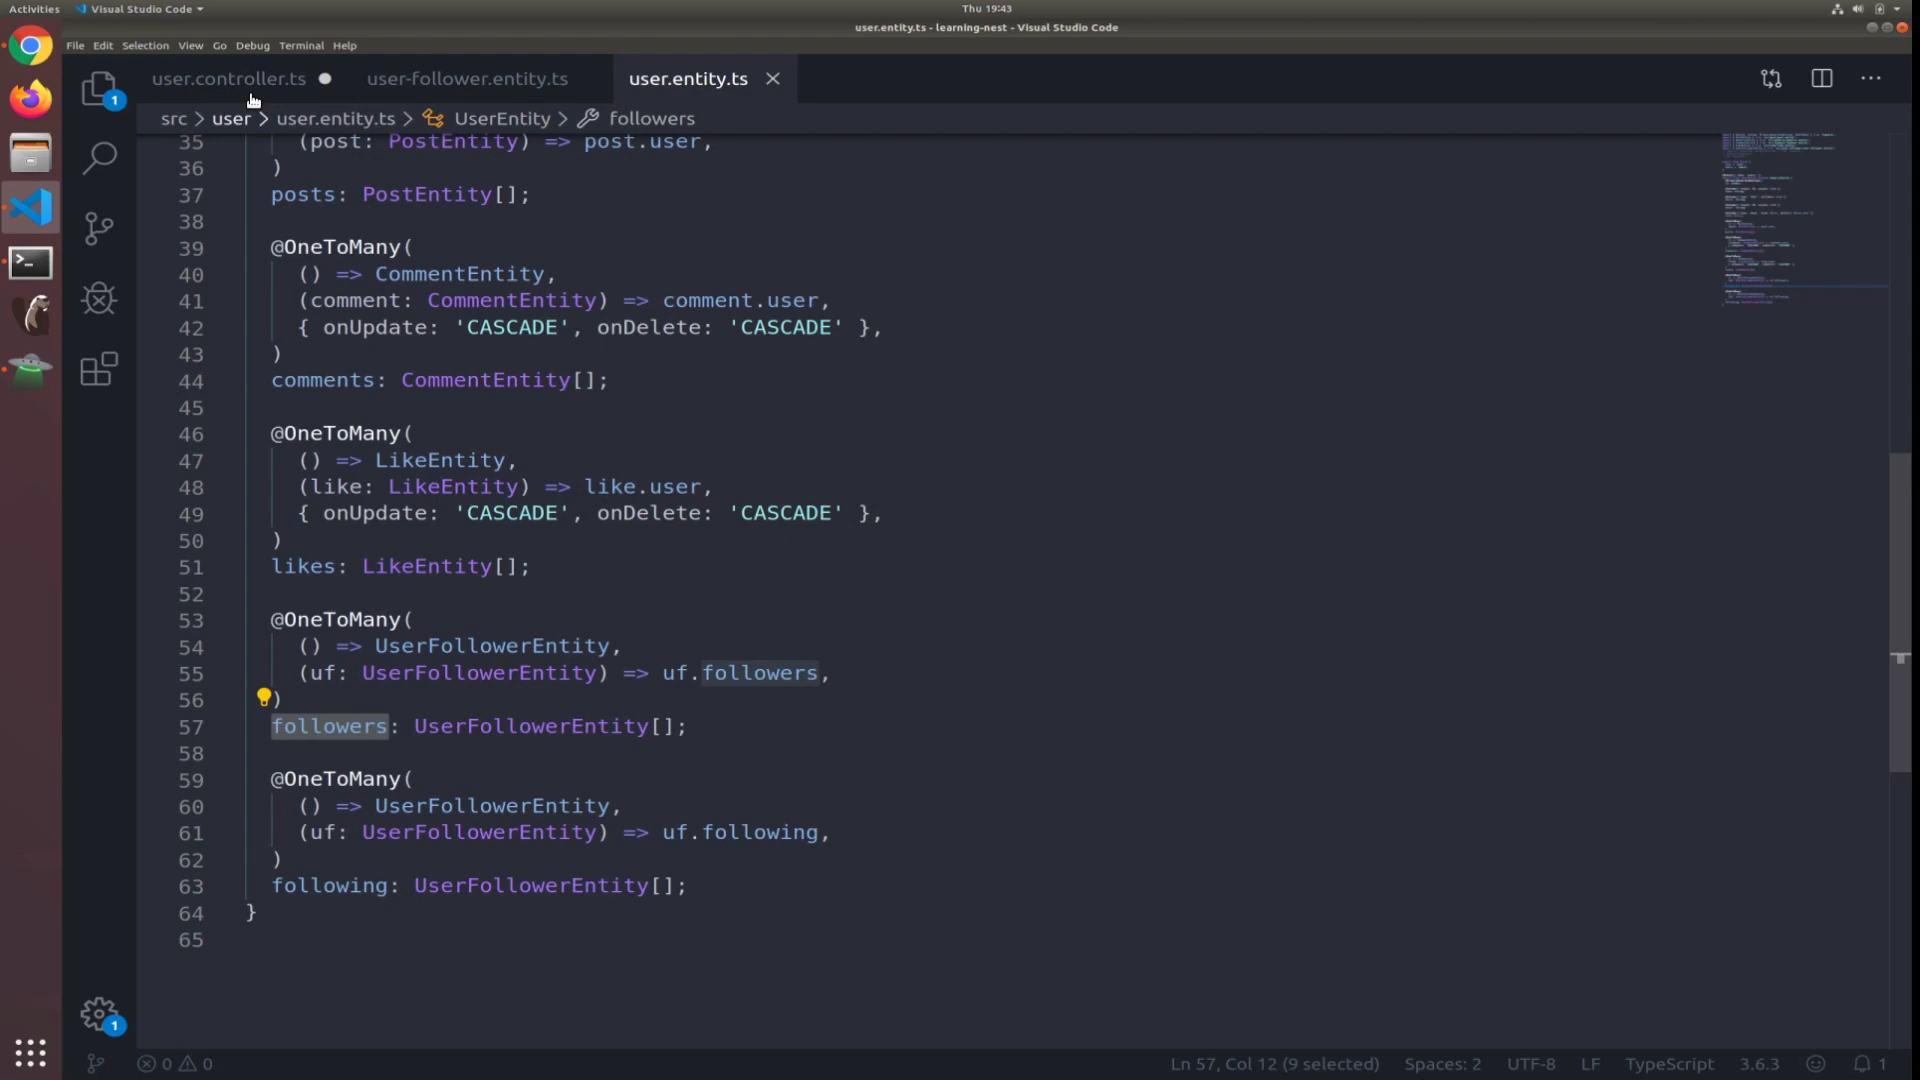 Activities
Visual Studio Code
Thu 19:43
user.entity.ts - learning-nest - Visual Studio Code
File Edit Selection View Go Debug Terminal Help
user.controller.ts
user-follower.entity.ts
user.entity.ts
1
src > user > user.entity.ts > UserEntity > followers
35 (post: PostEntity) => post.user,
36 )
37 posts: PostEntity[];
38
39 @OneToMany(
40 () => CommentEntity,
41 (comment: CommentEntity) => comment.user,
42 { onUpdate: 'CASCADE', onDelete: 'CASCADE' },
43 )
44 comments: CommentEntity[];
45
46 @OneToMany(
47 () => LikeEntity,
48 (like: LikeEntity) => like.user,
49 { onUpdate: 'CASCADE', onDelete: 'CASCADE' },
50 )
51 likes: LikeEntity[];
52
53 @OneToMany(
54 () => UserFollowerEntity,
55 (uf: UserFollowerEntity) => uf.followers,
56 )
57 followers: UserFollowerEntity[];
58
59 @OneToMany(
60 () => UserFollowerEntity,
61 (uf: UserFollowerEntity) => uf.following,
62 )
63 following: UserFollowerEntity[];
64 }
65
1
0 0
Ln 57, Col 12 (9 selected)
Spaces: 2
UTF-8
LF
TypeScript
3.6.3
1